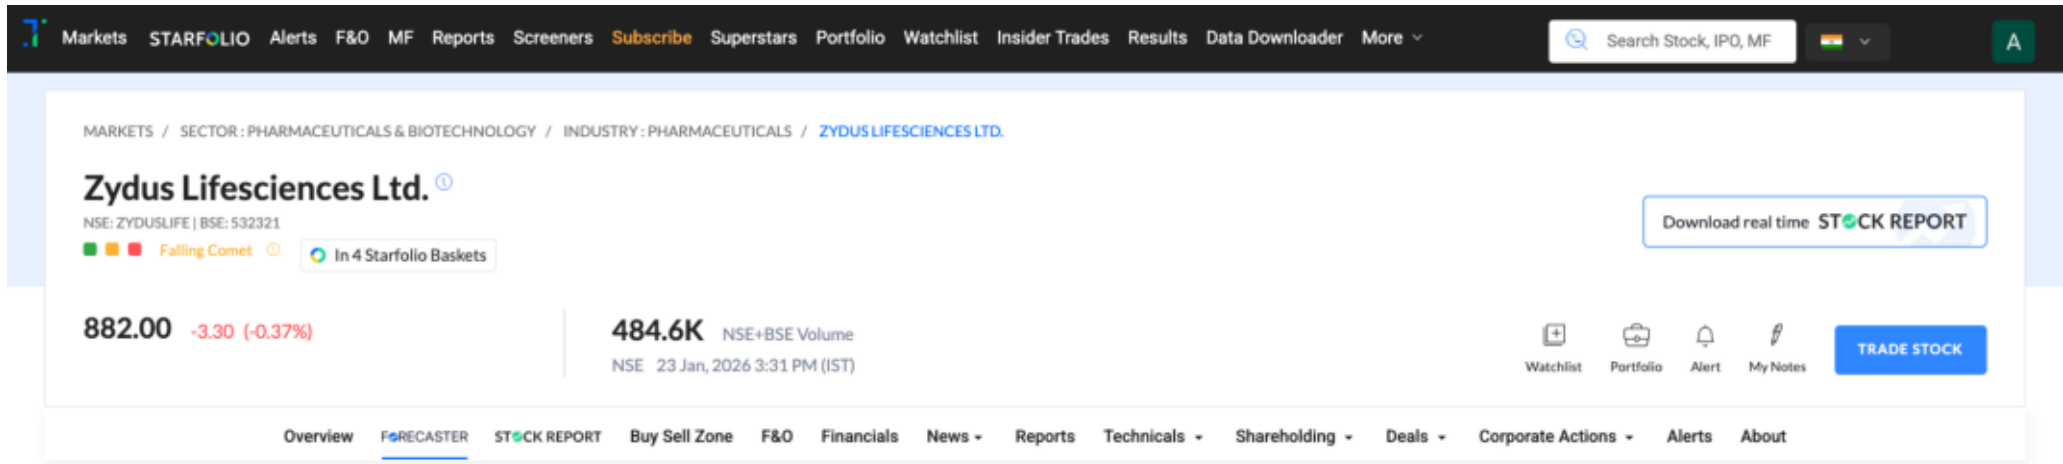 Markets STARFOLIO Alerts F&O MF Reports Screeners Subscribe Superstars Portfolio Watchlist Insider Trades Results Data Downloader More Search Stock, IPO, MF A
MARKETS / SECTOR : PHARMACEUTICALS & BIOTECHNOLOGY / INDUSTRY : PHARMACEUTICALS / ZYDUS LIFESCIENCES LTD.
Zydus Lifesciences Ltd.
NSE: ZYDUSLIFE | BSE: 532321
Falling Comet In 4 Starfolio Baskets
Download real time STOCK REPORT
882.00 -3.30 (-0.37%)
484.6K NSE+BSE Volume
NSE 23 Jan, 2026 3:31 PM (IST)
Watchlist Portfolio Alert My Notes TRADE STOCK
Overview FORECASTER STOCK REPORT Buy Sell Zone F&O Financials News Reports Technicals Shareholding Deals Corporate Actions Alerts About